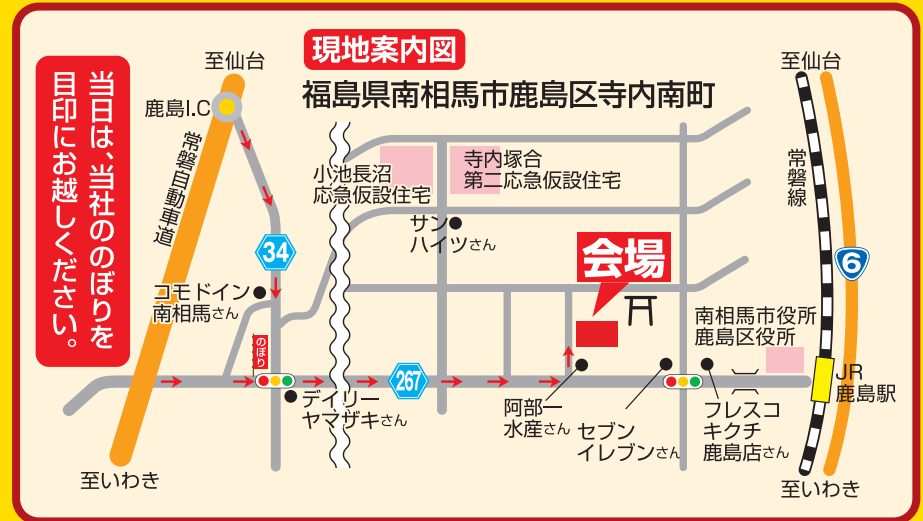 現地案内図
福島県南相馬市鹿島区寺内南町
当日は、当社ののぼりを
目印にお越しください。
至仙台
鹿島I.C
常磐自動車道
34
コモドイン
南相馬さん
のぼり
デイリー
ヤマザキさん
至いわき
小池長沼
応急仮設住宅
寺内塚合
第二応急仮設住宅
サン
ハイツさん
会場
267
阿部一
水産さん
セブン
イレブンさん
フレスコ
キクチ
鹿島店さん
南相馬市役所
鹿島区役所
至仙台
常磐線
6
JR
鹿島駅
至いわき